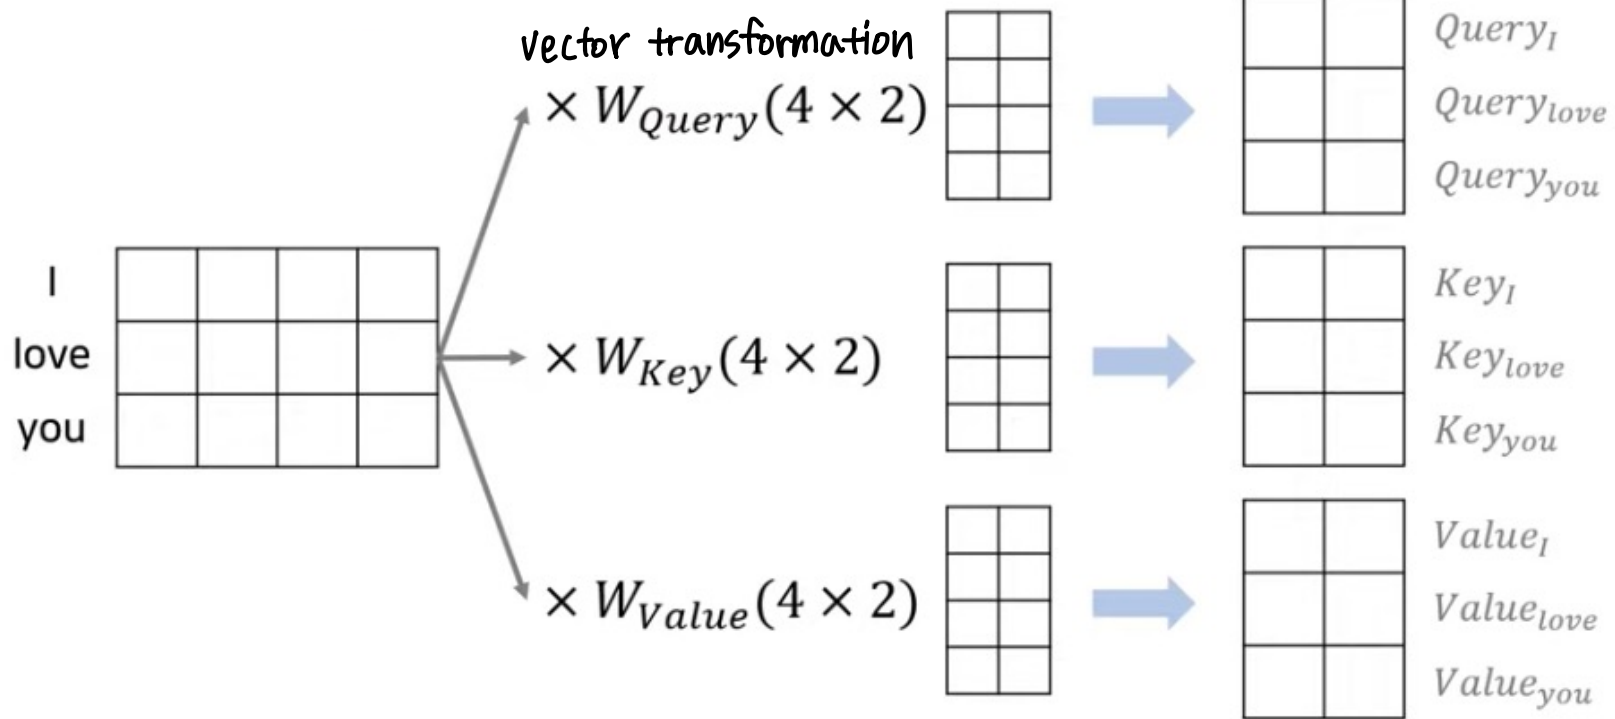 vector transformation
× W_Query(4 × 2)
Query_I
Query_love
Query_you
I
love
you
× W_Key(4 × 2)
Key_I
Key_love
Key_you
× W_Value(4 × 2)
Value_I
Value_love
Value_you